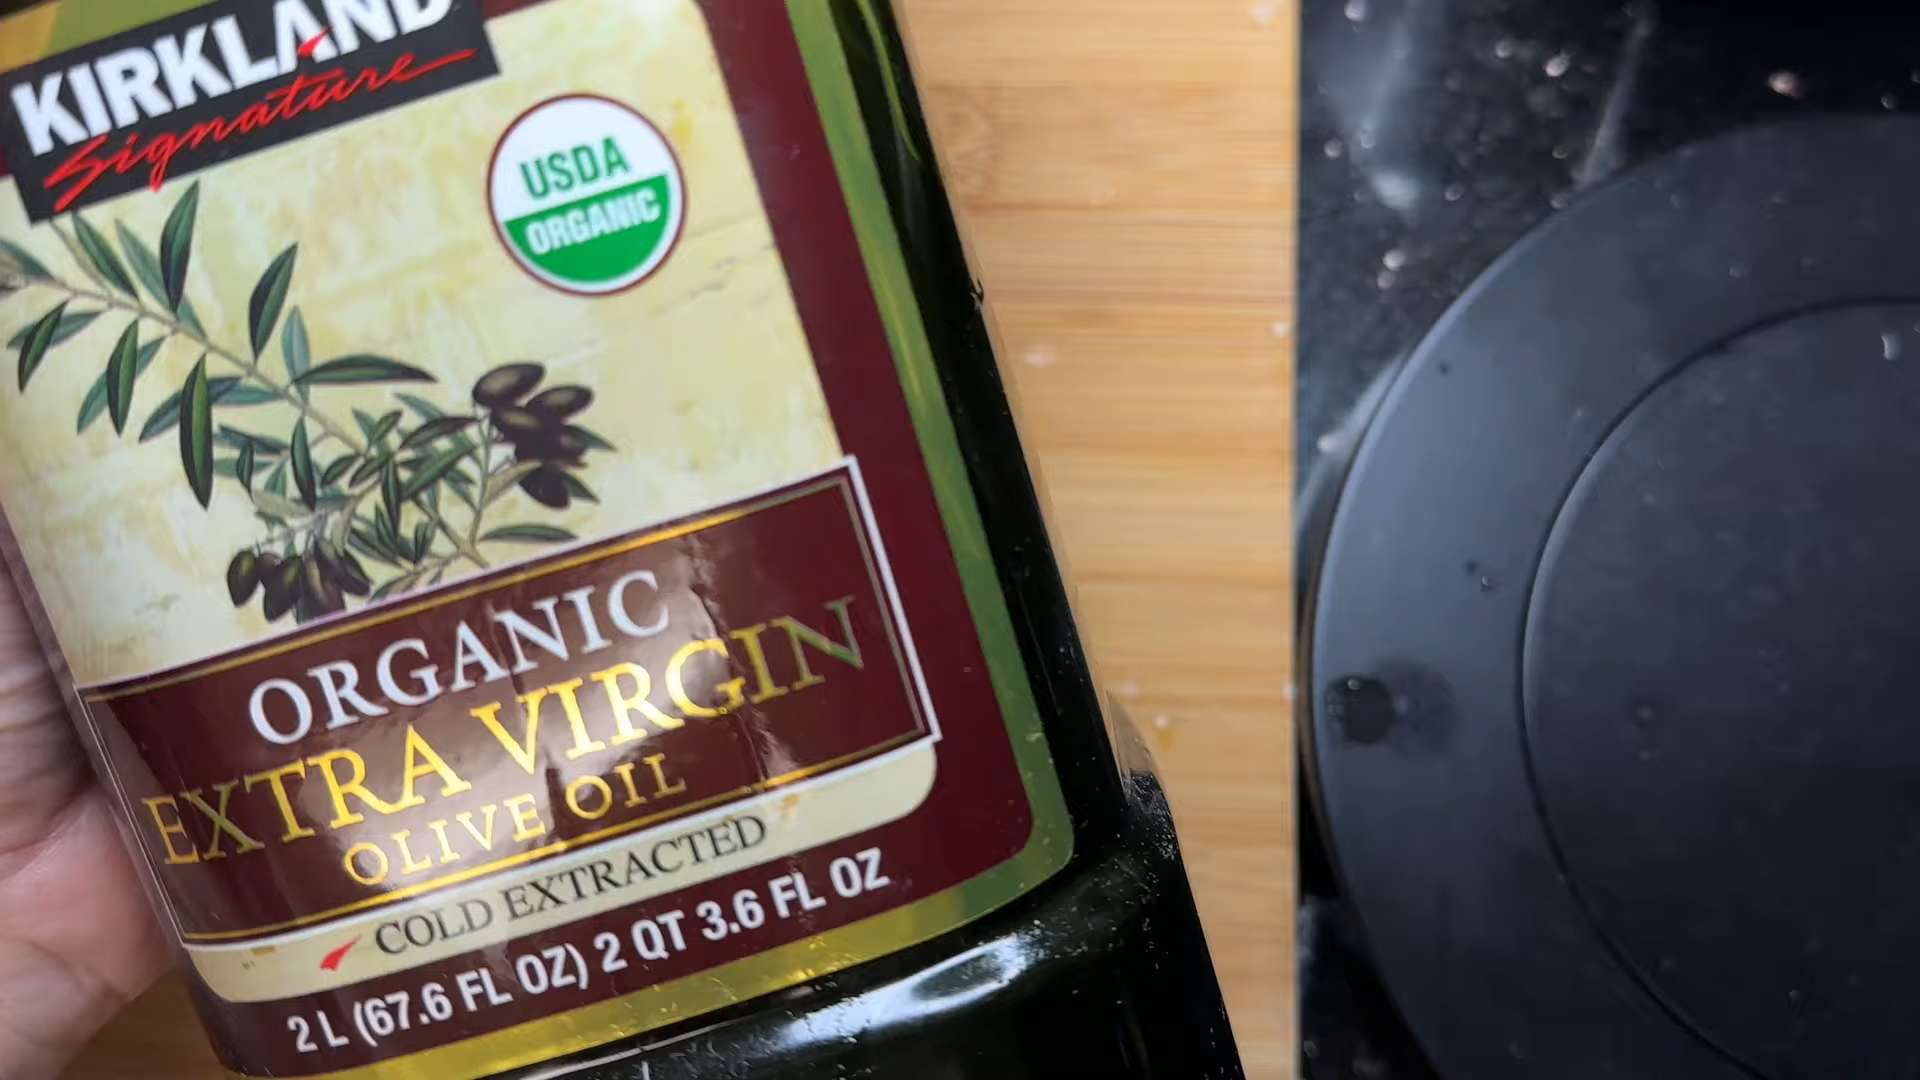 KIRKLAND
Signature
USDA
ORGANIC
ORGANIC
EXTRA VIRGIN
OLIVE OIL
COLD EXTRACTED
2 L (67.6 FL OZ) 2 QT 3.6 FL OZ